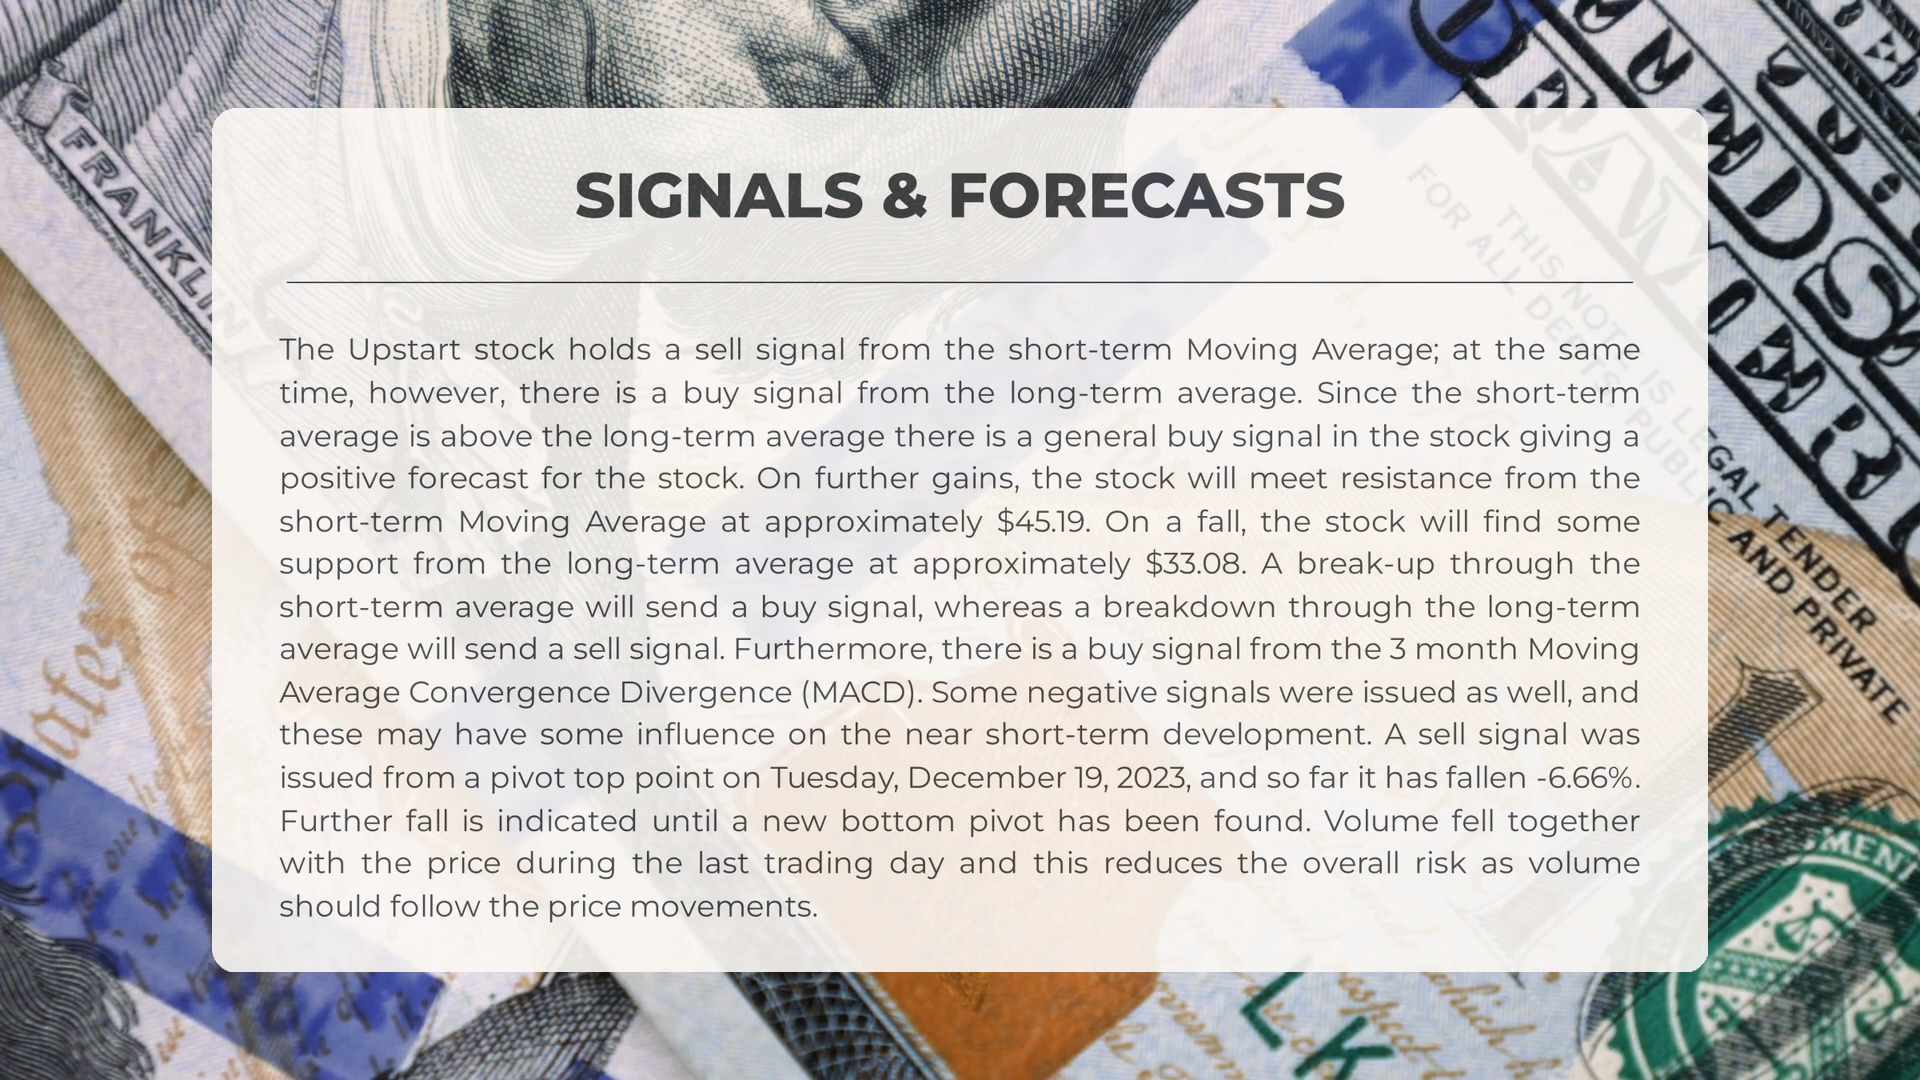 SIGNALS & FORECASTS
The Upstart stock holds a sell signal from the short-term Moving Average; at the same
time, however, there is a buy signal from the long-term average. Since the short-term
average is above the long-term average there is a general buy signal in the stock giving a
positive forecast for the stock. On further gains, the stock will meet resistance from the
short-term Moving Average at approximately $45.19. On a fall, the stock will find some
support from the long-term average at approximately $33.08. A break-up through the
short-term average will send a buy signal, whereas a breakdown through the long-term
average will send a sell signal. Furthermore, there is a buy signal from the 3 month Moving
Average Convergence Divergence (MACD). Some negative signals were issued as well, and
these may have some influence on the near short-term development. A sell signal was
issued from a pivot top point on Tuesday, December 19, 2023, and so far it has fallen -6.66%.
Further fall is indicated until a new bottom pivot has been found. Volume fell together
with the price during the last trading day and this reduces the overall risk as volume
should follow the price movements.
FRANKLIN
THIS NOTE IS LEGAL TENDER
FOR ALL DEBTS, PUBLIC AND PRIVATE